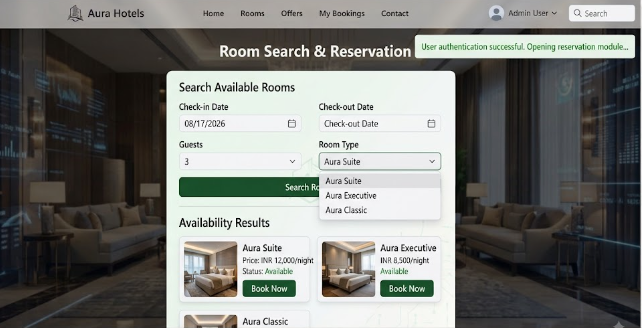 Aura Hotels
Home
Rooms
Offers
My Bookings
Contact
Admin User
Search
Room Search & Reservation
User authentication successful. Opening reservation module...
Search Available Rooms
Check-in Date
Check-out Date
08/17/2026
Check-out Date
Guests
Room Type
3
Aura Suite
Search
Aura Suite
Aura Executive
Aura Classic
Availability Results
Aura Suite
Price: INR 12,000/night
Status: Available
Book Now
Aura Executive
INR 8,500/night
Available
Book Now
Aura Classic